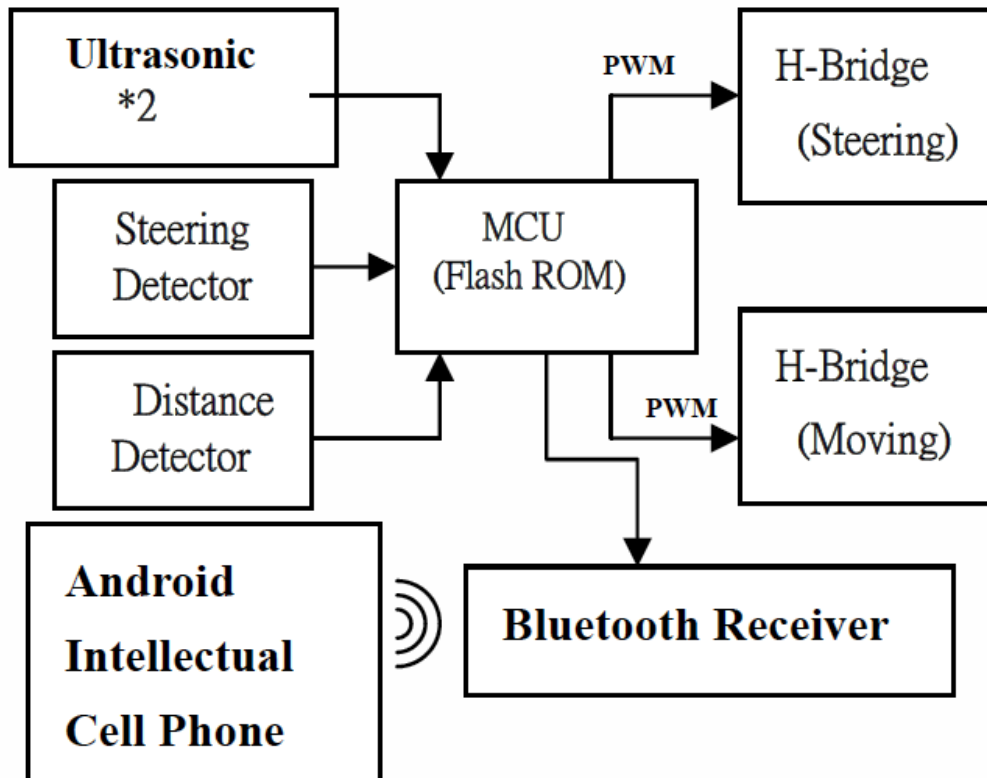 Ultrasonic
*2
PWM
H-Bridge
(Steering)
Steering
Detector
MCU
(Flash ROM)
Distance
Detector
PWM
H-Bridge
(Moving)
Android
Intellectual
Cell Phone
Bluetooth Receiver